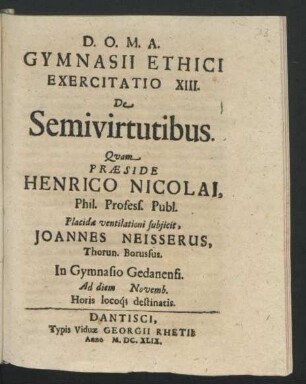 D. O. M. A.
GYMNASII ETHICI
EXERCITATIO XIII.
De
Semivirtutibus.
Qvam
PRÆSIDE
HENRICO NICOLAI,
Phil. Profess. Publ.
Placidæ ventilationi subjicit,
JOANNES NEISSERUS,
Thorun. Borussus.
In Gymnasio Gedanensi.
Ad diem Novemb.
Horis locoq; destinatis.
DANTISCI,
Typis Viduæ GEORGII RHETII
Anno M. DC. XLIX.